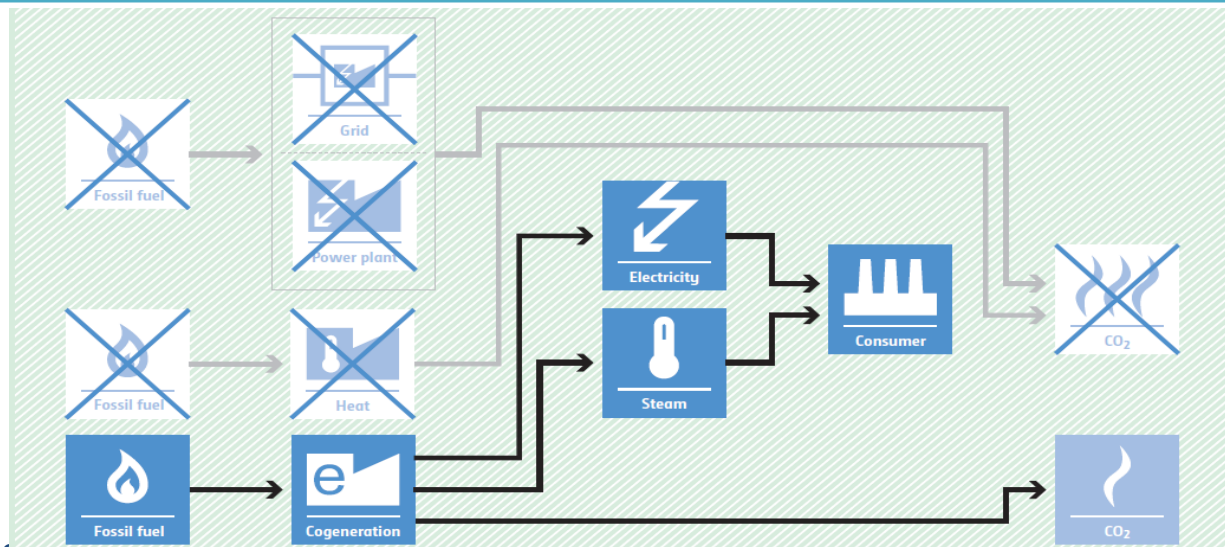 Grid
Fossil fuel
Power plant
Electricity
Consumer
CO₂
Fossil fuel
Heat
Steam
Fossil fuel
e
Cogeneration
CO₂